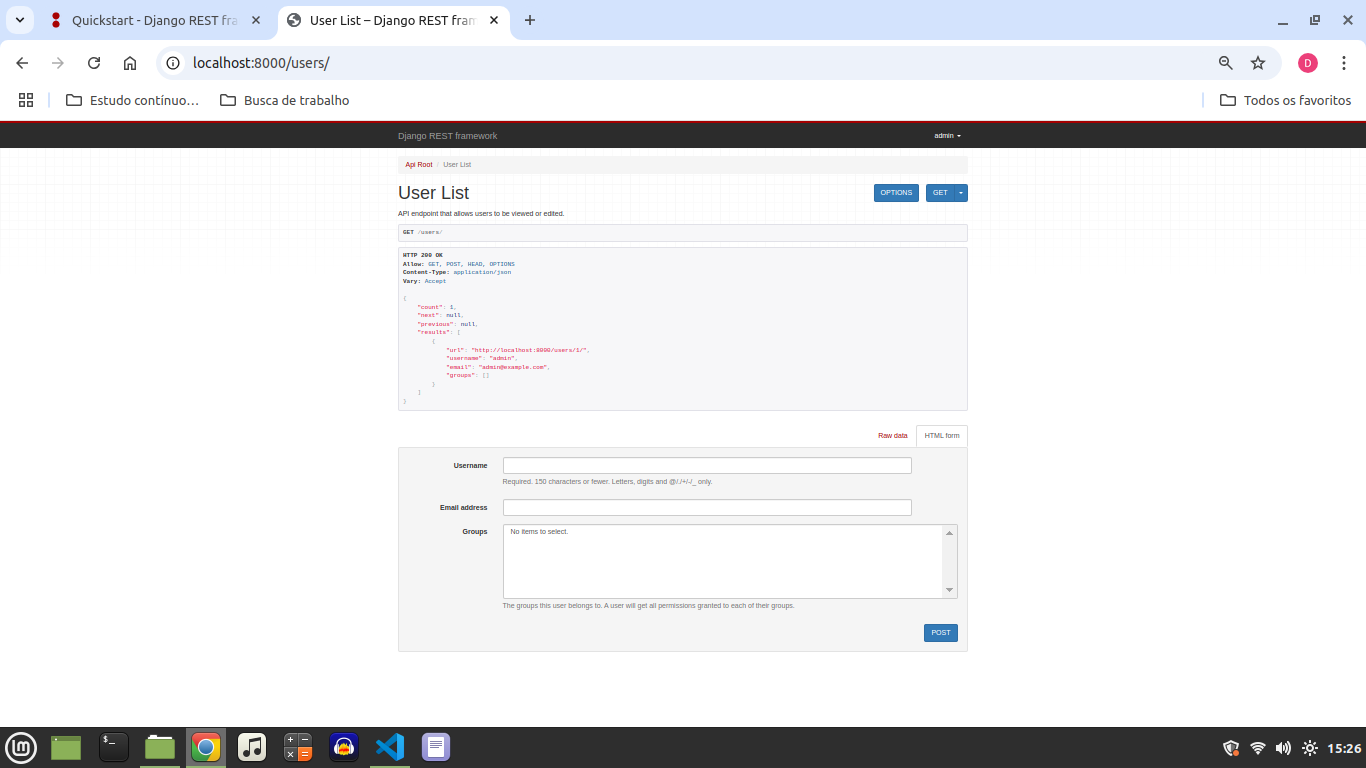 Quickstart - Django REST fra
User List – Django REST fram
localhost:8000/users/
D
Estudo contínuo…
Busca de trabalho
Todos os favoritos
Django REST framework
admin
Api Root / User List
User List
OPTIONS
GET
API endpoint that allows users to be viewed or edited.
GET /users/
HTTP 200 OK
Allow: GET, POST, HEAD, OPTIONS
Content-Type: application/json
Vary: Accept
{
"count": 1,
"next": null,
"previous": null,
"results": [
{
"url": "http://localhost:8000/users/1/",
"username": "admin",
"email": "admin@example.com",
"groups": []
}
]
}
Raw data
HTML form
Username
Required. 150 characters or fewer. Letters, digits and @/./+/-/_ only.
Email address
Groups
No items to select.
The groups this user belongs to. A user will get all permissions granted to each of their groups.
POST
15:26